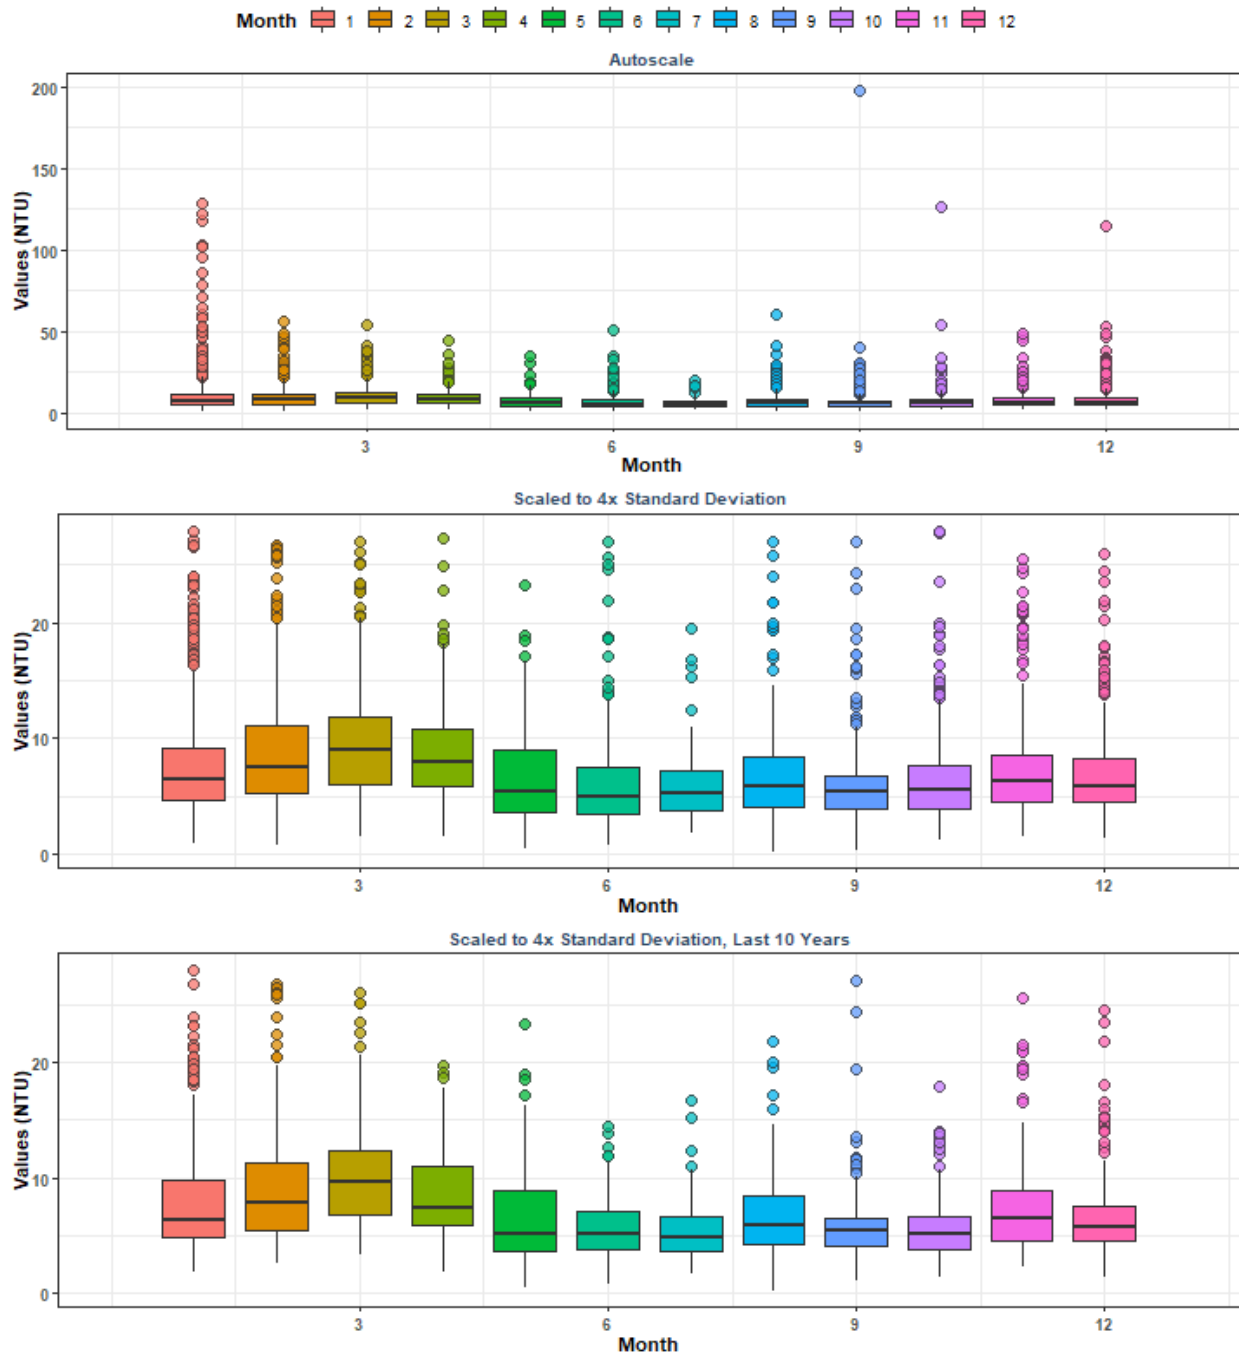 Month 1 2 3 4 5 6 7 8 9 10 11 12
Autoscale
Values (NTU)
200
150
100
50
0
3 6 9 12
Month
Scaled to 4x Standard Deviation
Values (NTU)
20
10
0
3 6 9 12
Month
Scaled to 4x Standard Deviation, Last 10 Years
Values (NTU)
20
10
0
3 6 9 12
Month